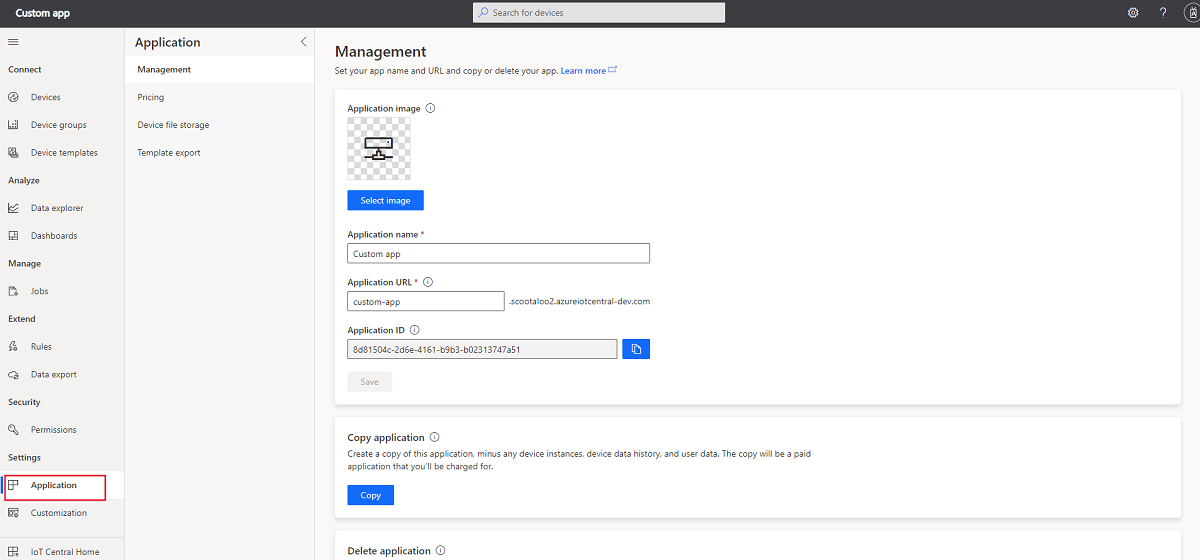 Custom app
Search for devices
?
Connect
Devices
Device groups
Device templates
Analyze
Data explorer
Dashboards
Manage
Jobs
Extend
Rules
Data export
Security
Permissions
Settings
Application
Customization
IoT Central Home
Application
Management
Pricing
Device file storage
Template export
Management
Set your app name and URL and copy or delete your app. Learn more
Application image
Select image
Application name *
Custom app
Application URL *
custom-app .scootaloo2.azureiotcentral-dev.com
Application ID
8d81504c-2d6e-4161-b9b3-b02313747a51
Save
Copy application
Create a copy of this application, minus any device instances, device data history, and user data. The copy will be a paid
application that you'll be charged for.
Copy
Delete application